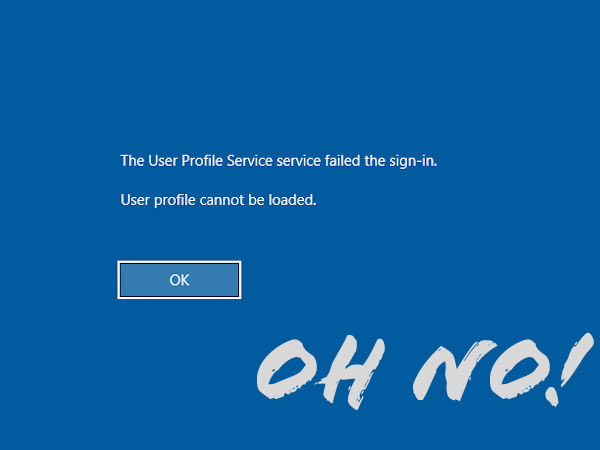 The User Profile Service service failed the sign-in.
User profile cannot be loaded.
OK
OH NO!